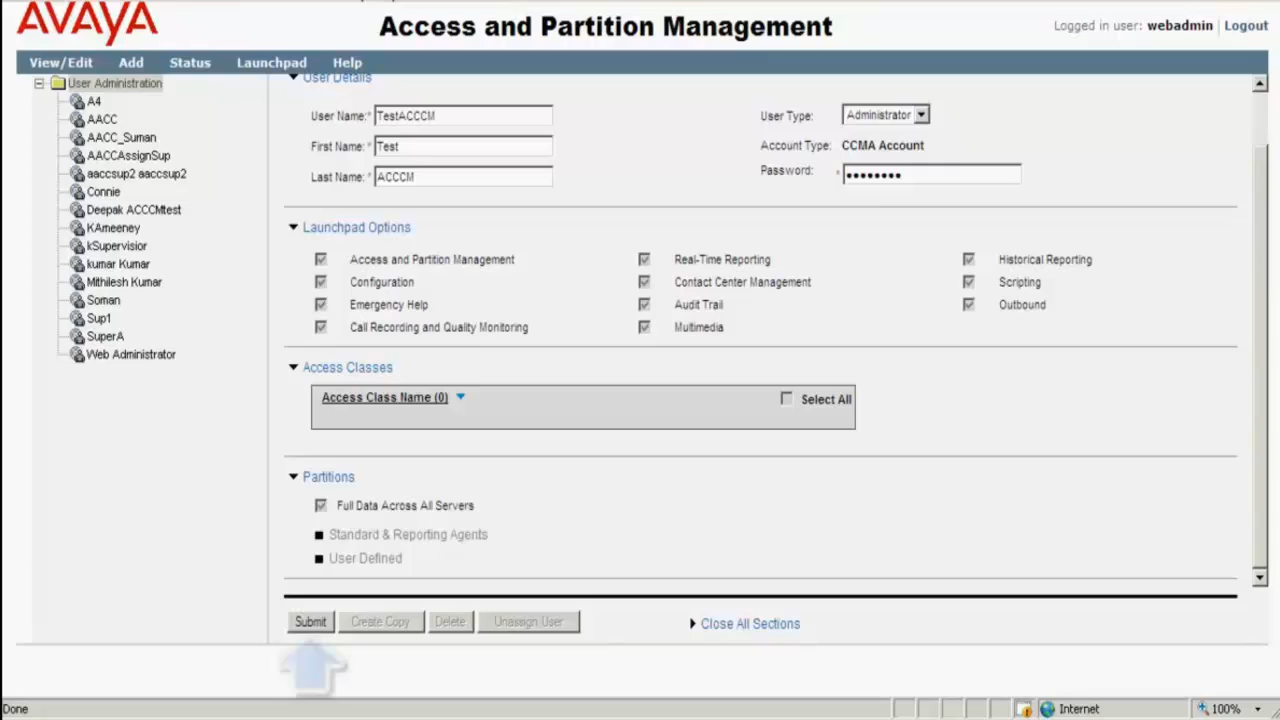 AVAYA
Access and Partition Management
Logged in user: webadmin | Logout
View/Edit Add Status Launchpad Help
User Administration
A4
AACC
AACC_Suman
AACCAssignSup
aaccsup2 aaccsup2
Connie
Deepak ACCCMtest
KAmeeney
kSupervisior
kumar Kumar
Mithilesh Kumar
Soman
Sup1
SuperA
Web Administrator
User Details
User Name:* TestACCCM
User Type: Administrator
First Name:* Test
Account Type: CCMA Account
Last Name:* ACCCM
Password: * ••••••••
Launchpad Options
Access and Partition Management Real-Time Reporting Historical Reporting
Configuration Contact Center Management Scripting
Emergency Help Audit Trail Outbound
Call Recording and Quality Monitoring Multimedia
Access Classes
Access Class Name (0) Select All
Partitions
Full Data Across All Servers
Standard & Reporting Agents
User Defined
Submit Create Copy Delete Unassign User Close All Sections
Done Internet 100%